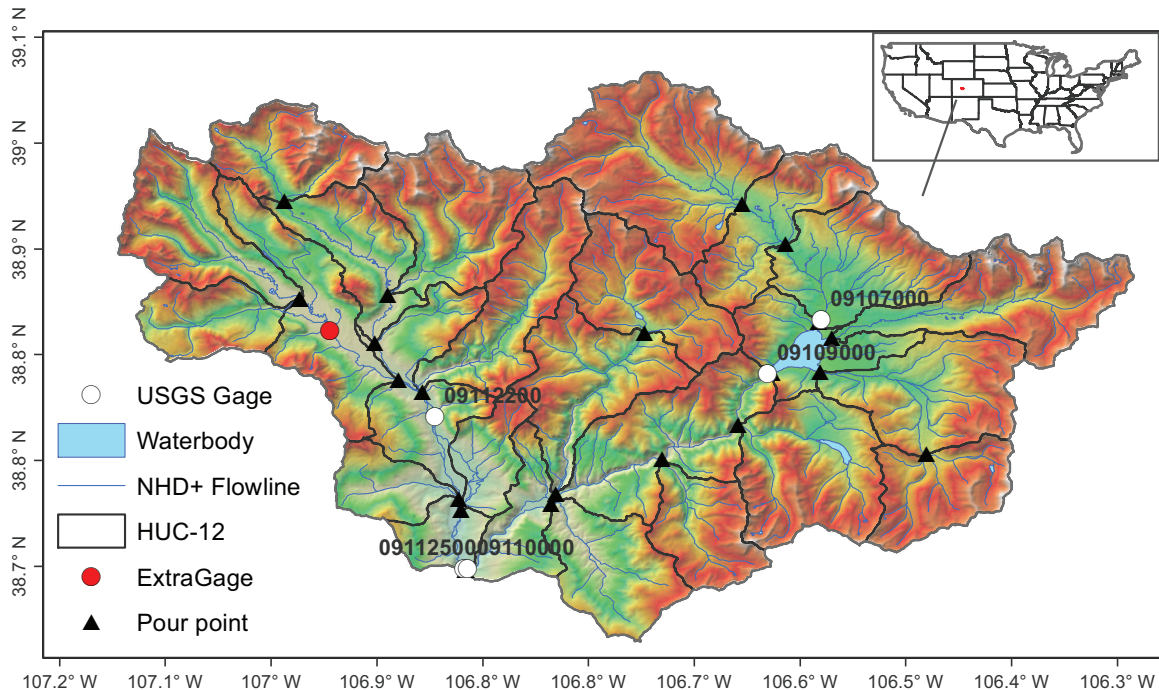 39.1° N
39° N
38.9° N
38.8° N
38.8° N
38.7° N
09107000
09109000
09112200
0911250009110000
USGS Gage
Waterbody
NHD+ Flowline
HUC-12
ExtraGage
Pour point
107.2° W
107.1° W
107° W
106.9° W
106.8° W
106.8° W
106.7° W
106.6° W
106.5° W
106.4° W
106.3° W